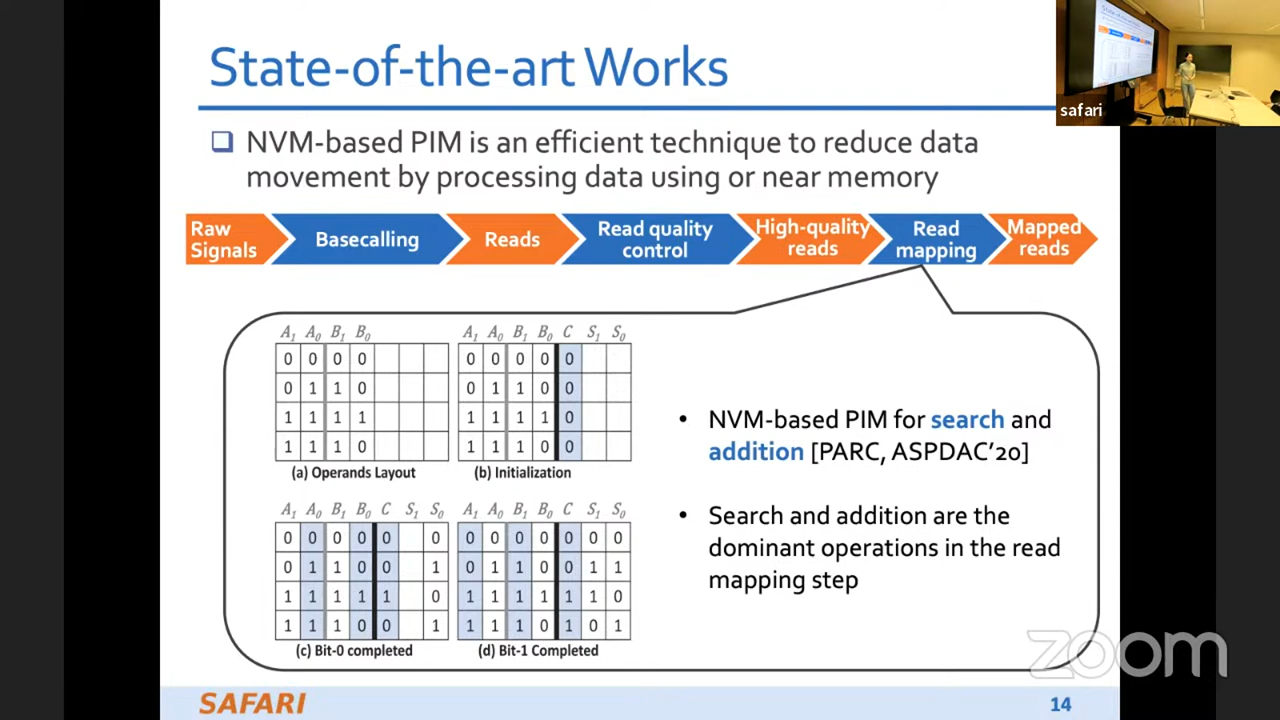 State-of-the-art Works
safari
NVM-based PIM is an efficient technique to reduce data
movement by processing data using or near memory
Raw
Signals
Basecalling
Reads
Read quality
control
High-quality
reads
Read
mapping
Mapped
reads
A₁ A₀ B₁ B₀
0 0 0 0
0 1 1 0
1 1 1 1
1 1 1 0
(a) Operands Layout
A₁ A₀ B₁ B₀ C S₁ S₀
0 0 0 0 0
0 1 1 0 0
1 1 1 1 0
1 1 1 0 0
(b) Initialization
A₁ A₀ B₁ B₀ C S₁ S₀
0 0 0 0 0 0
0 1 1 0 0 1
1 1 1 1 1 0
1 1 1 0 0 1
(c) Bit-0 completed
A₁ A₀ B₁ B₀ C S₁ S₀
0 0 0 0 0 0 0
0 1 1 0 0 1 1
1 1 1 1 1 1 0
1 1 1 0 1 0 1
(d) Bit-1 Completed
• NVM-based PIM for search and
addition [PARC, ASPDAC'20]
• Search and addition are the
dominant operations in the read
mapping step
zoom
SAFARI
14